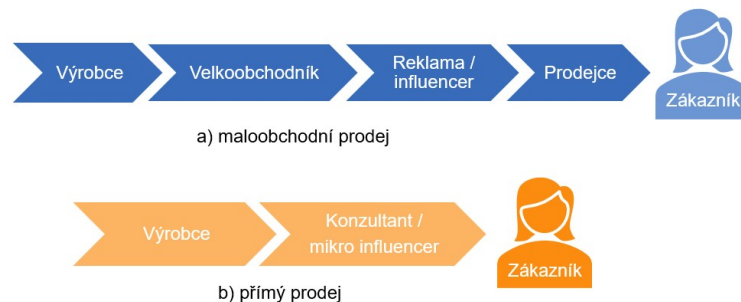 Výrobce
Velkoobchodník
Reklama /
influencer
Prodejce
Zákazník
a) maloobchodní prodej
Výrobce
Konzultant /
mikro influencer
Zákazník
b) přímý prodej